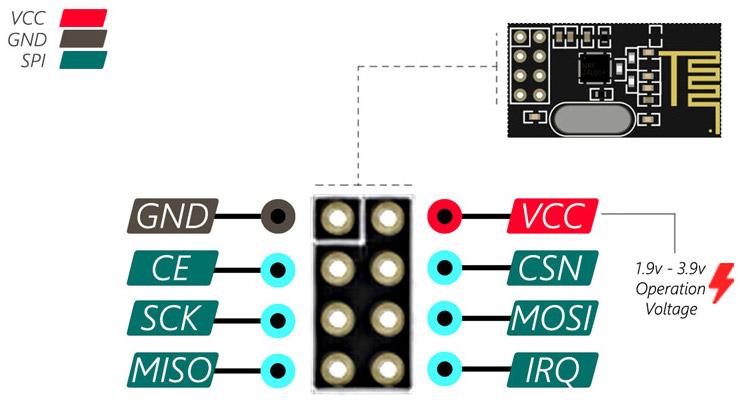 VCC
GND
SPI
GND
VCC
CE
CSN
SCK
MOSI
MISO
IRQ
1.9v - 3.9v
Operation
Voltage